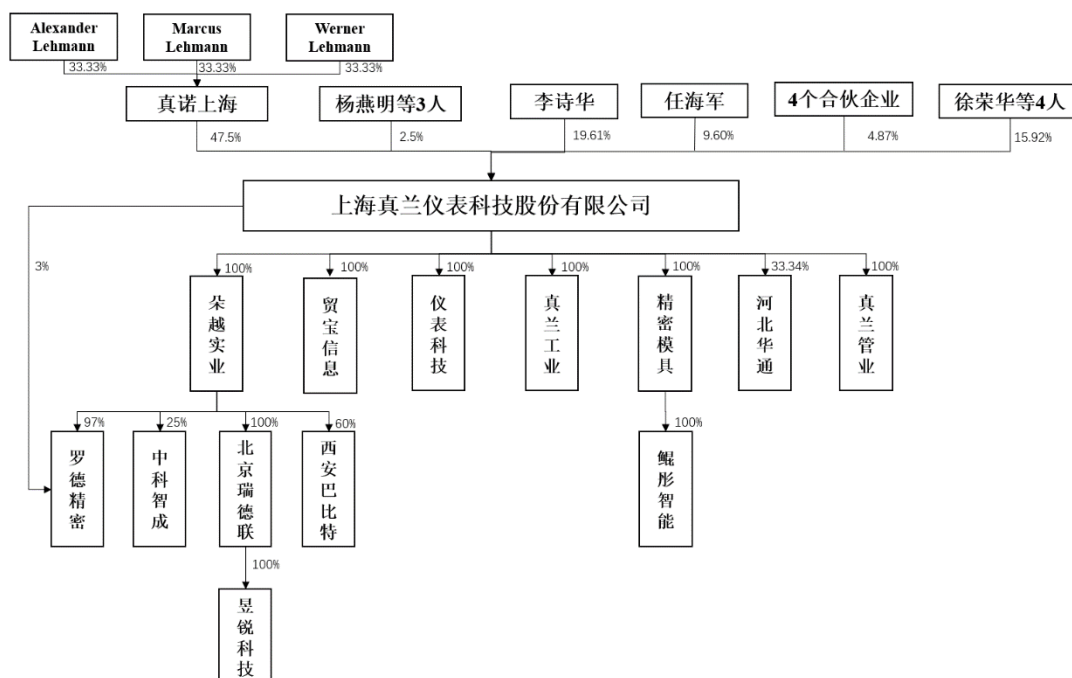 Alexander
Lehmann
Marcus
Lehmann
Werner
Lehmann
33.33%
33.33%
33.33%
真诺上海
杨燕明等3人
李诗华
任海军
4个合伙企业
徐荣华等4人
47.5%
2.5%
19.61%
9.60%
4.87%
15.92%
上海真兰仪表科技股份有限公司
3%
100%
100%
100%
100%
100%
33.34%
100%
朵越实业
贸宝信息
仪表科技
真兰工业
精密模具
河北华通
真兰管业
97%
25%
100%
60%
100%
罗德精密
中科智成
北京瑞德联
西安巴比特
鲲彤智能
100%
昱锐科技